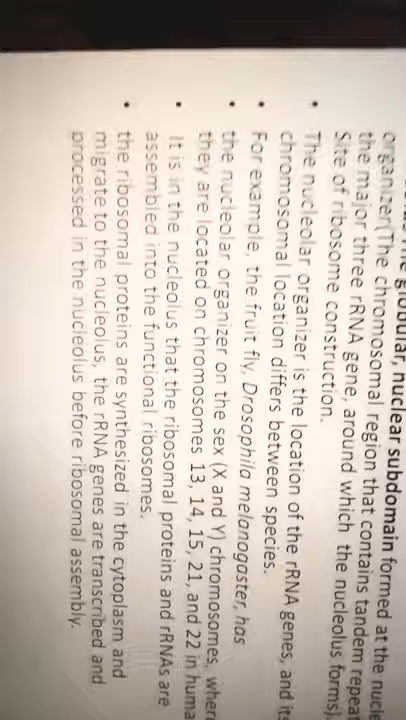 the globular, nuclear subdomain formed at the
organizer(The chromosomal region that contains tandem
the major three rRNA gene, around which the nucleolus forms)
Site of ribosome construction.
• The nucleolar organizer is the location of the rRNA genes, and
chromosomal location differs between species.
• For example, the fruit fly, Drosophila melanogaster, has
• the nucleolar organizer on the sex (X and Y) chromosomes,
they are located on chromosomes 13, 14, 15, 21, and 22 in
• It is in the nucleolus that the ribosomal proteins and rRNAs are
assembled into the functional ribosomes.
• the ribosomal proteins are synthesized in the cytoplasm and
migrate to the nucleolus, the rRNA genes are transcribed and
processed in the nucleolus before ribosomal assembly.